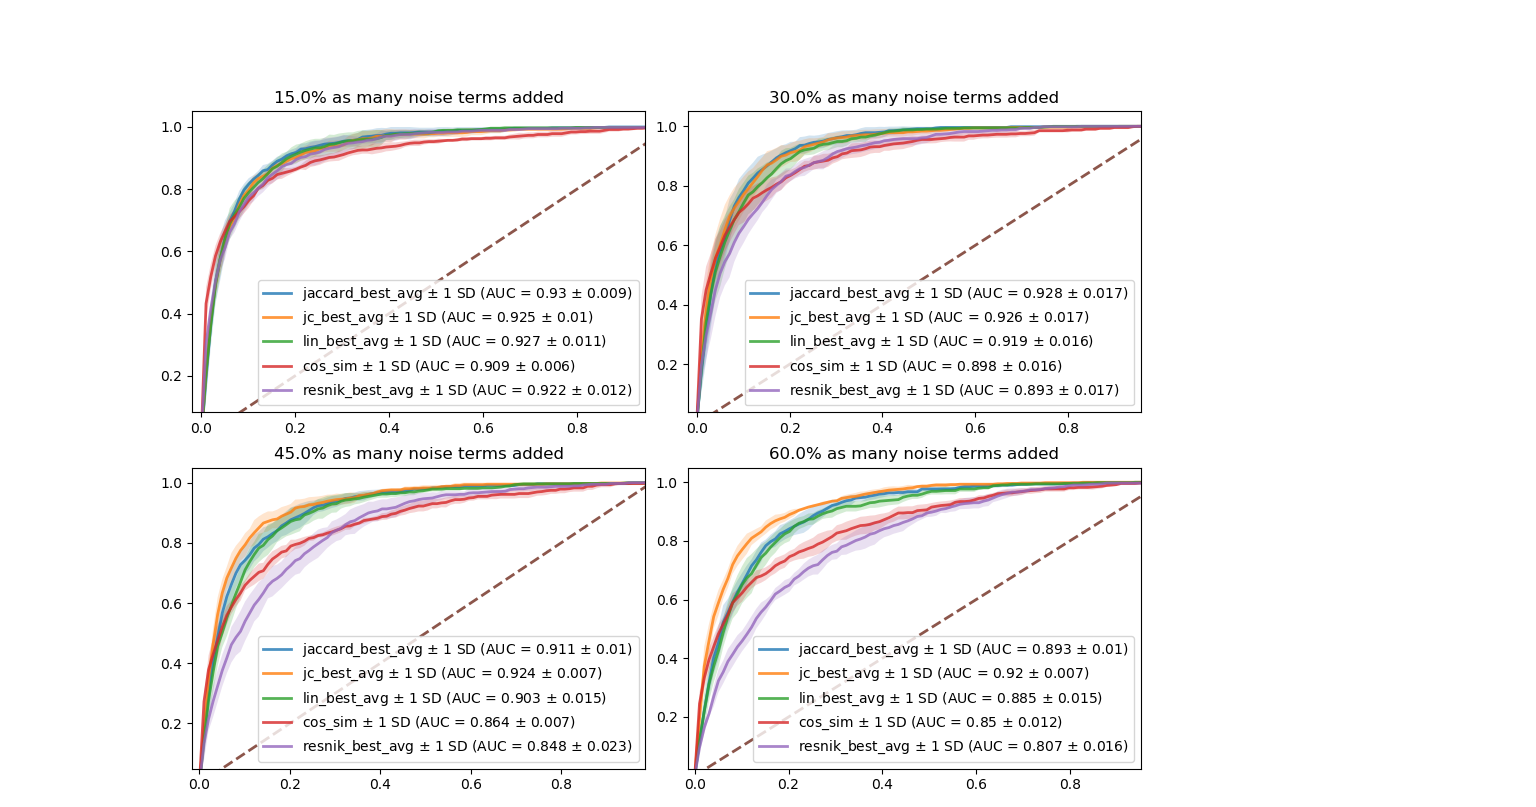 15.0% as many noise terms added
1.0
0.8
0.6
0.4
0.2
jaccard_best_avg ± 1 SD (AUC = 0.93 ± 0.009)
jc_best_avg ± 1 SD (AUC = 0.925 ± 0.01)
lin_best_avg ± 1 SD (AUC = 0.927 ± 0.011)
cos_sim ± 1 SD (AUC = 0.909 ± 0.006)
resnik_best_avg ± 1 SD (AUC = 0.922 ± 0.012)
0.0 0.2 0.4 0.6 0.8
30.0% as many noise terms added
1.0
0.8
0.6
0.4
0.2
jaccard_best_avg ± 1 SD (AUC = 0.928 ± 0.017)
jc_best_avg ± 1 SD (AUC = 0.926 ± 0.017)
lin_best_avg ± 1 SD (AUC = 0.919 ± 0.016)
cos_sim ± 1 SD (AUC = 0.898 ± 0.016)
resnik_best_avg ± 1 SD (AUC = 0.893 ± 0.017)
0.0 0.2 0.4 0.6 0.8
45.0% as many noise terms added
1.0
0.8
0.6
0.4
0.2
jaccard_best_avg ± 1 SD (AUC = 0.911 ± 0.01)
jc_best_avg ± 1 SD (AUC = 0.924 ± 0.007)
lin_best_avg ± 1 SD (AUC = 0.903 ± 0.015)
cos_sim ± 1 SD (AUC = 0.864 ± 0.007)
resnik_best_avg ± 1 SD (AUC = 0.848 ± 0.023)
0.0 0.2 0.4 0.6 0.8
60.0% as many noise terms added
1.0
0.8
0.6
0.4
0.2
jaccard_best_avg ± 1 SD (AUC = 0.893 ± 0.01)
jc_best_avg ± 1 SD (AUC = 0.92 ± 0.007)
lin_best_avg ± 1 SD (AUC = 0.885 ± 0.015)
cos_sim ± 1 SD (AUC = 0.85 ± 0.012)
resnik_best_avg ± 1 SD (AUC = 0.807 ± 0.016)
0.0 0.2 0.4 0.6 0.8